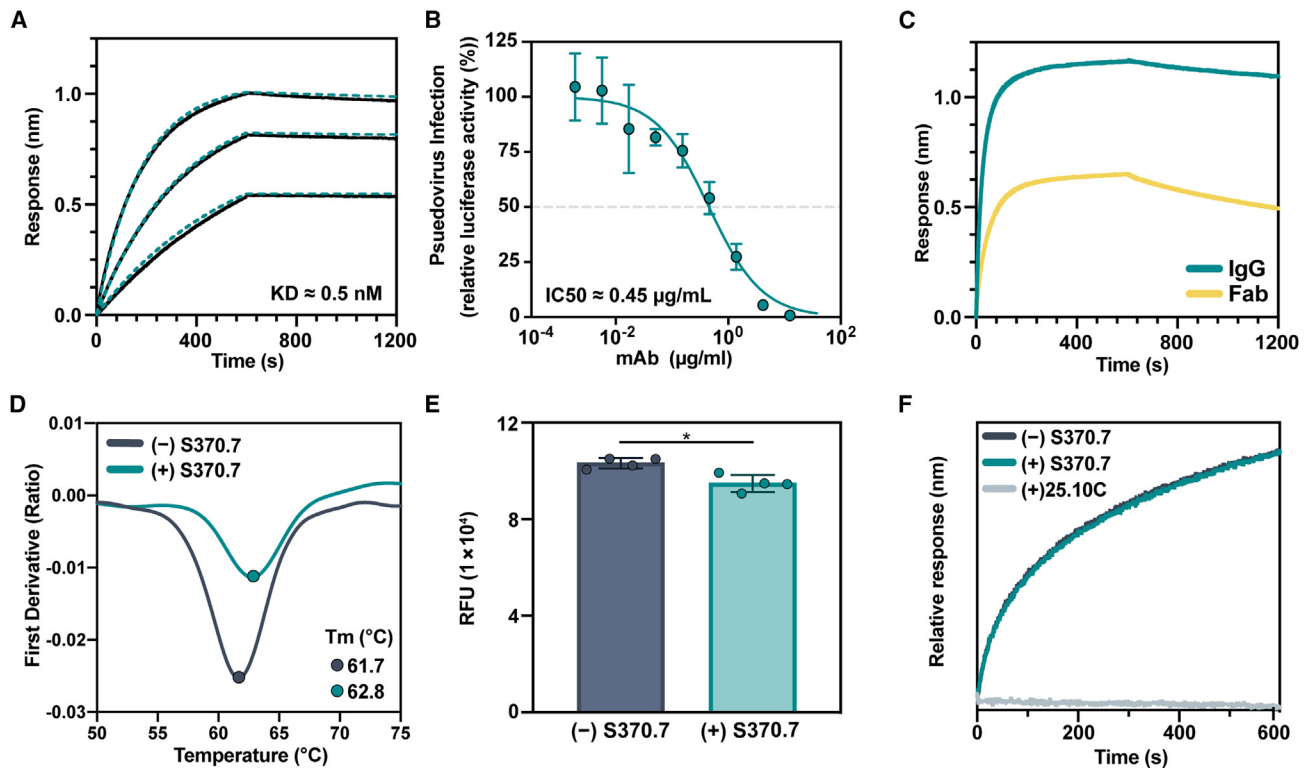 A
1.0
0.5
0.0
0
400
800
1200
Response (nm)
Time (s)
KD ≈ 0.5 nM
B
125
100
75
50
25
0
10⁻⁴
10⁻²
10⁰
10²
Psuedovirus Infection
(relative luciferase activity (%))
mAb (μg/ml)
IC50 ≈ 0.45 μg/mL
C
1.0
0.5
0.0
0
400
800
1200
Response (nm)
Time (s)
IgG
Fab
D
0.01
0.00
-0.01
-0.02
-0.03
50
55
60
65
70
75
First Derivative (Ratio)
Temperature (°C)
(−) S370.7
(+) S370.7
Tm (°C)
61.7
62.8
E
12
8
4
0
RFU (1 × 10⁴)
*
(−) S370.7
(+) S370.7
F
(−) S370.7
(+) S370.7
(+)25.10C
Relative response (nm)
0
200
400
600
Time (s)